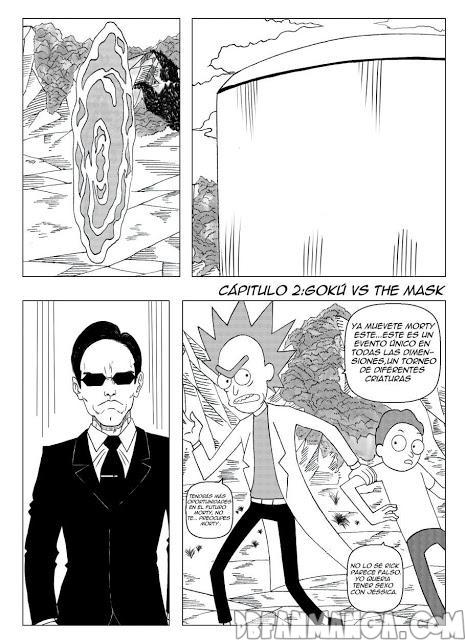 CÁPITULO 2:GOKÚ VS THE MASK
YA MUEVETE MORTY
ESTE...ESTE ES UN
EVENTO ÚNICO EN
TODAS LAS DIMEN-
SIONES,UN TORNEO
DE DIFERENTES
CRIATURAS
TENDRÁS MÁS
OPORTUNIDADES
EN EL FUTURO
MORTY, NO
TE... PREOCUPES
MORTY.
NO LO SE RICK
PARECE FALSO.
YO QUERIA
TENER SEXO
CON JESSICA.
DBFANMANGA.COM